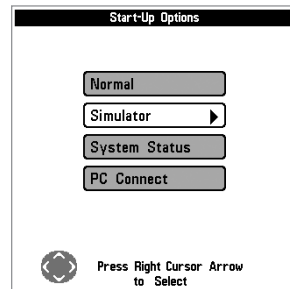 Start-Up Options
Normal
Simulator
System Status
PC Connect
Press Right Cursor Arrow
to Select